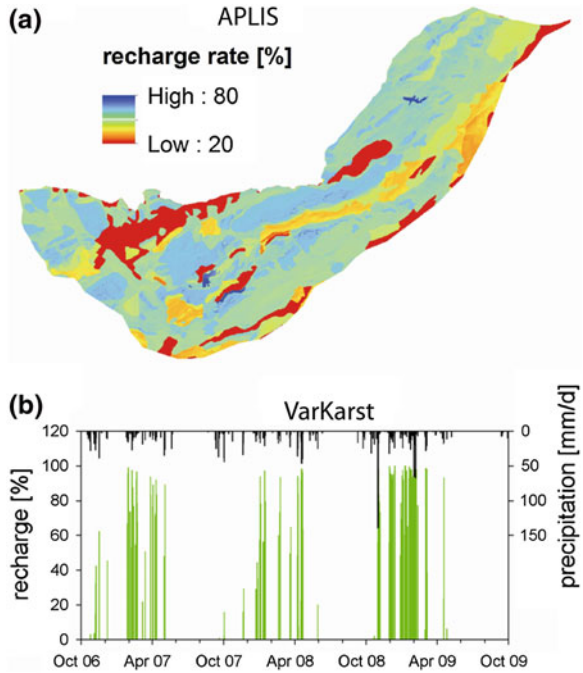 (a) APLIS
recharge rate [%]
High : 80
Low : 20
(b) VarKarst
120
100
80
60
40
20
0
recharge [%]
0
50
100
150
precipitation [mm/d]
Oct 06 Apr 07 Oct 07 Apr 08 Oct 08 Apr 09 Oct 09